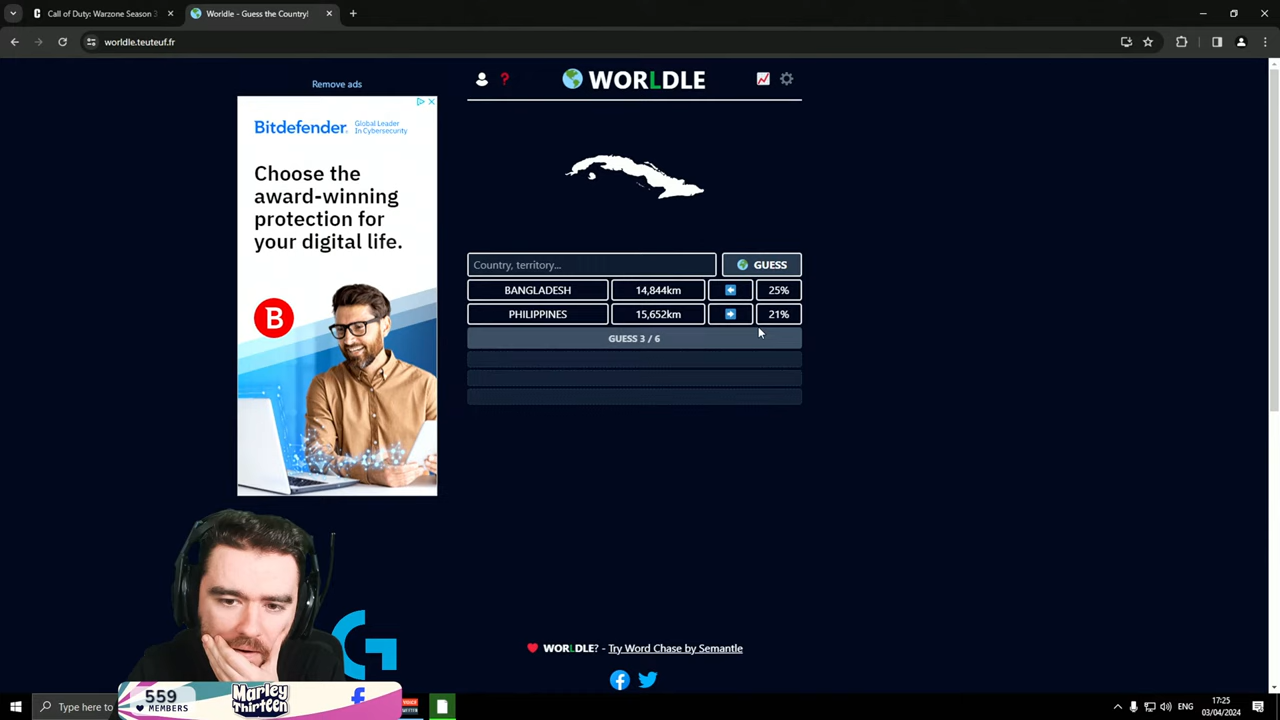 Call of Duty: Warzone Season 3
Worldle - Guess the Country!
worldle.teuteuf.fr
Remove ads
Bitdefender
Global Leader
In Cybersecurity
Choose the
award-winning
protection for
your digital life.
B
?
WORLDLE
Country, territory...
GUESS
BANGLADESH 14,844km 25%
PHILIPPINES 15,652km 21%
GUESS 3 / 6
WORLDLE? - Try Word Chase by Semantle
G
559
MEMBERS
Marley
Thirteen
Type here to
ENG
17:25
03/04/2024